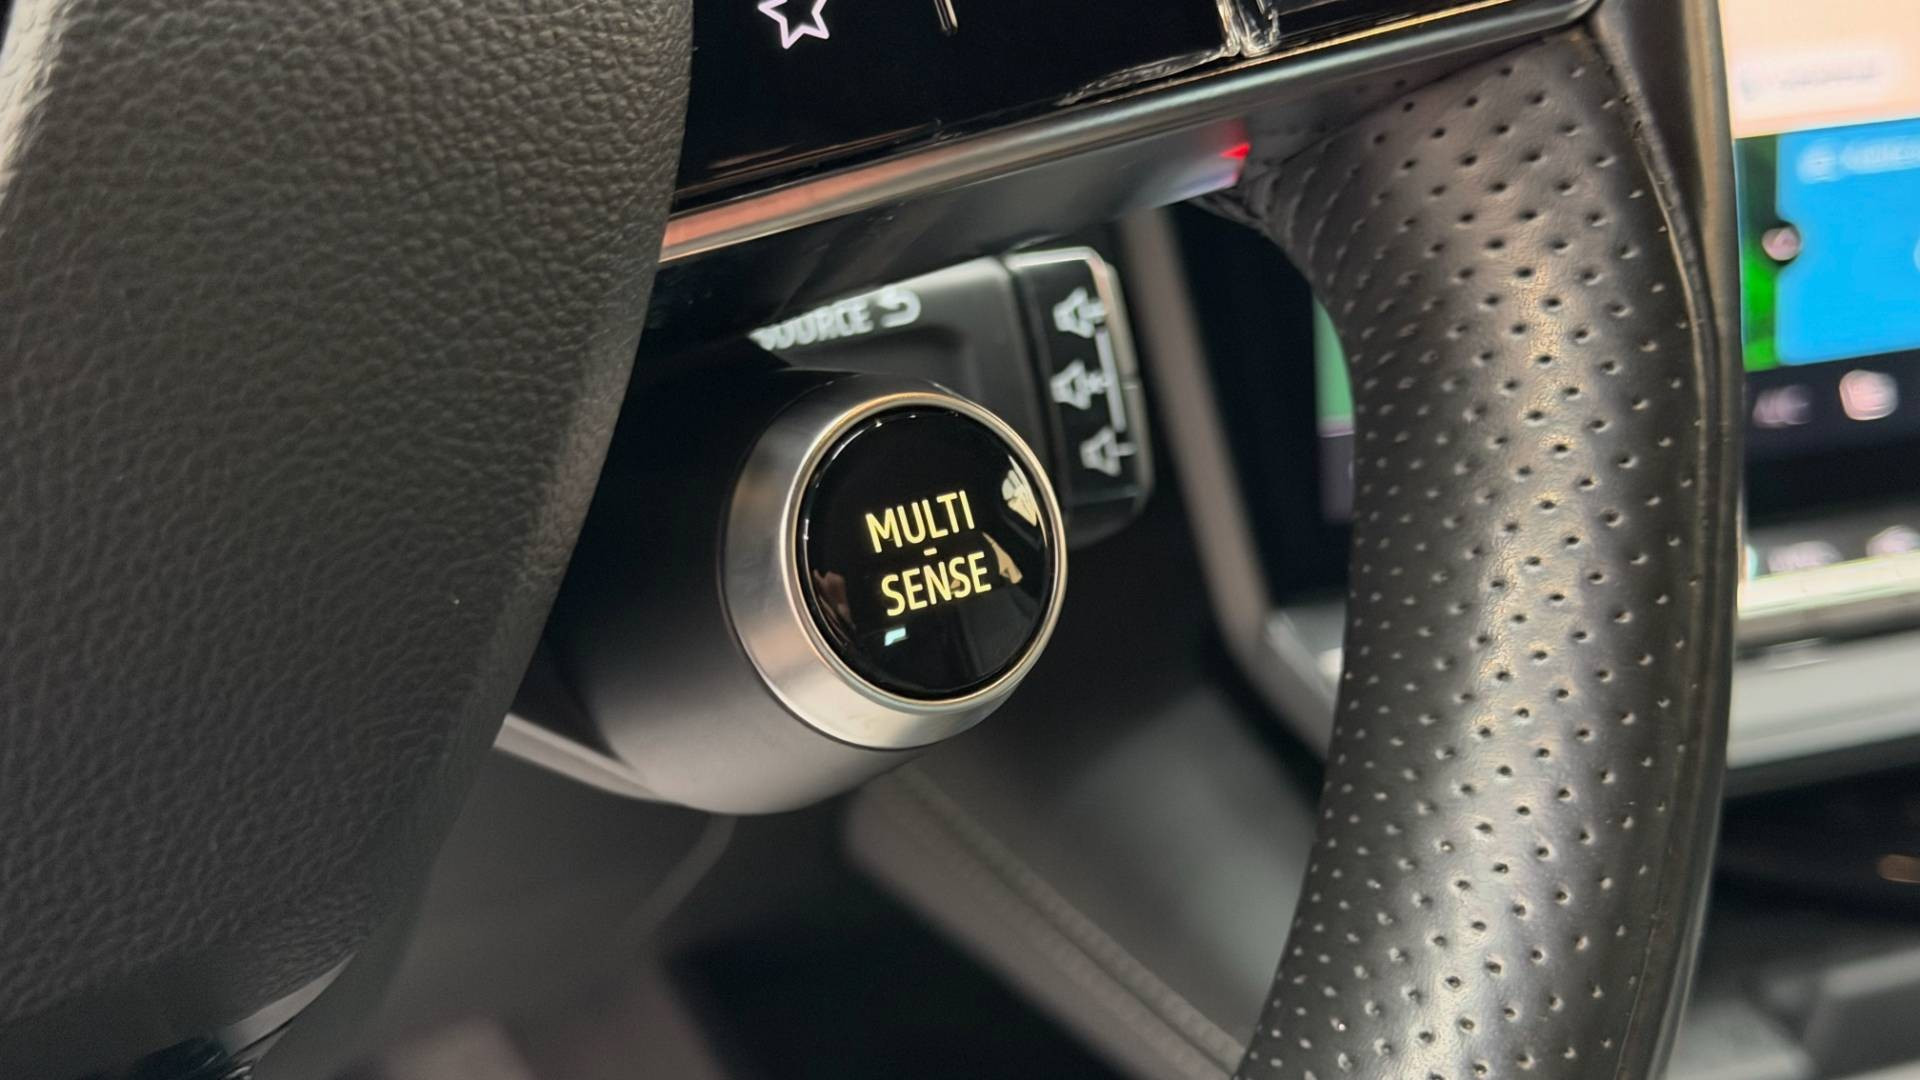 SOURCE
MULTI
-
SENSE